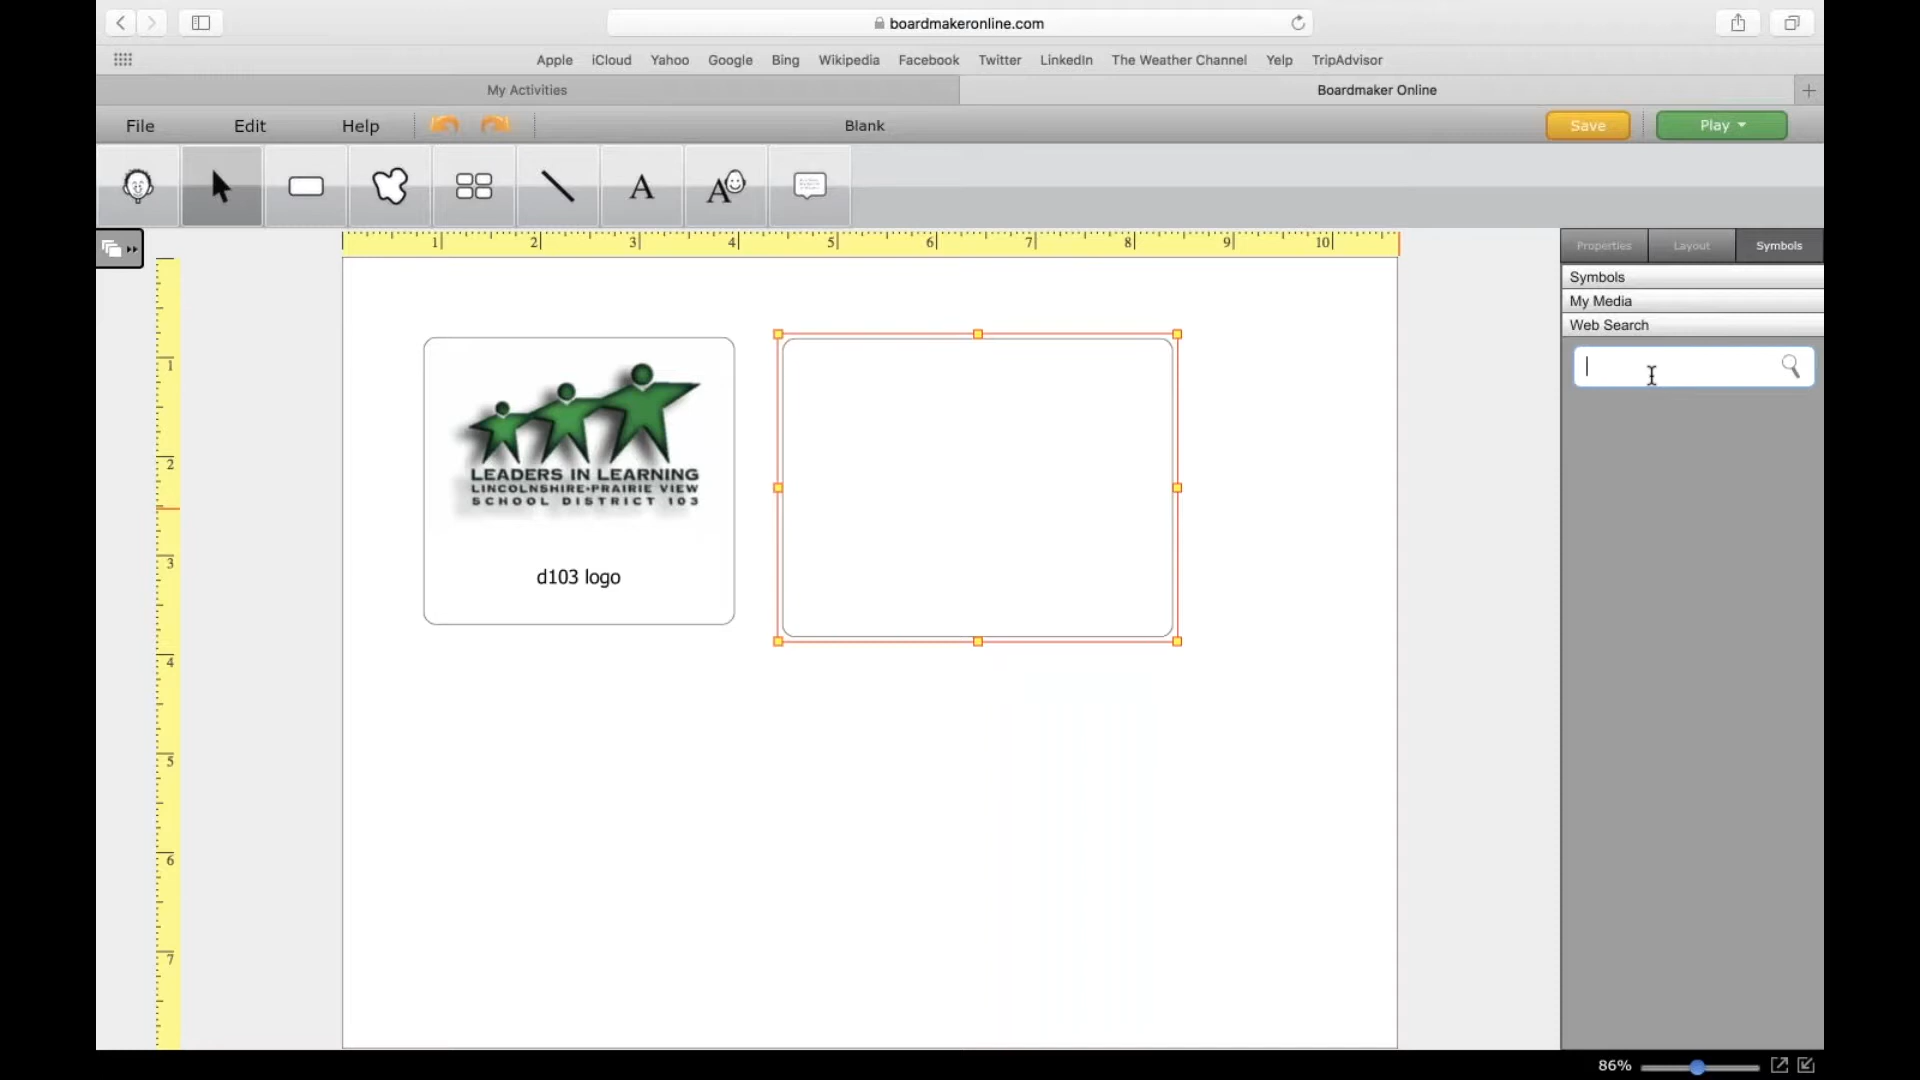 boardmakeronline.com
Apple iCloud Yahoo Google Bing Wikipedia Facebook Twitter LinkedIn The Weather Channel Yelp TripAdvisor
My Activities Boardmaker Online
File Edit Help Blank Save Play
A A
1 2 3 4 5 6 7 8 9 10
Properties Layout Symbols
Symbols
My Media
Web Search
1
2
3
4
5
6
7
LEADERS IN LEARNING
LINCOLNSHIRE•PRAIRIE VIEW
SCHOOL DISTRICT 103
d103 logo
86%